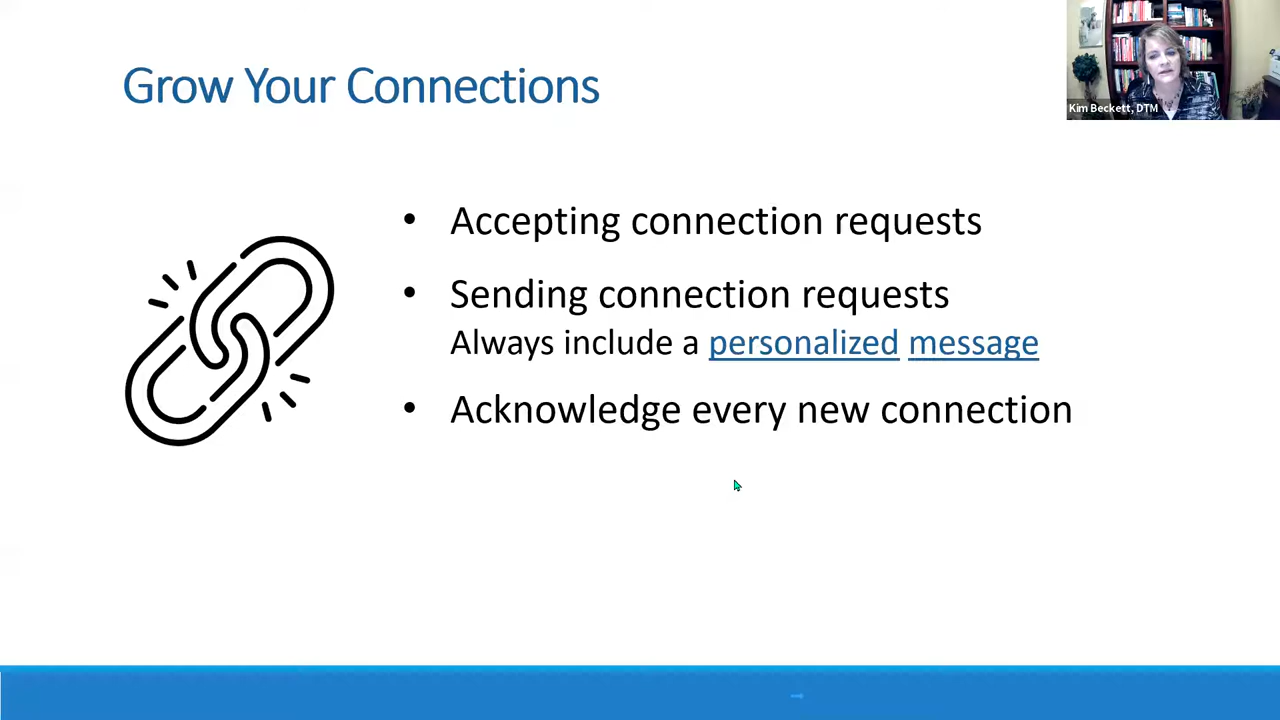 Grow Your Connections
Kim Beckett, DTM
• Accepting connection requests
• Sending connection requests
Always include a personalized message
• Acknowledge every new connection